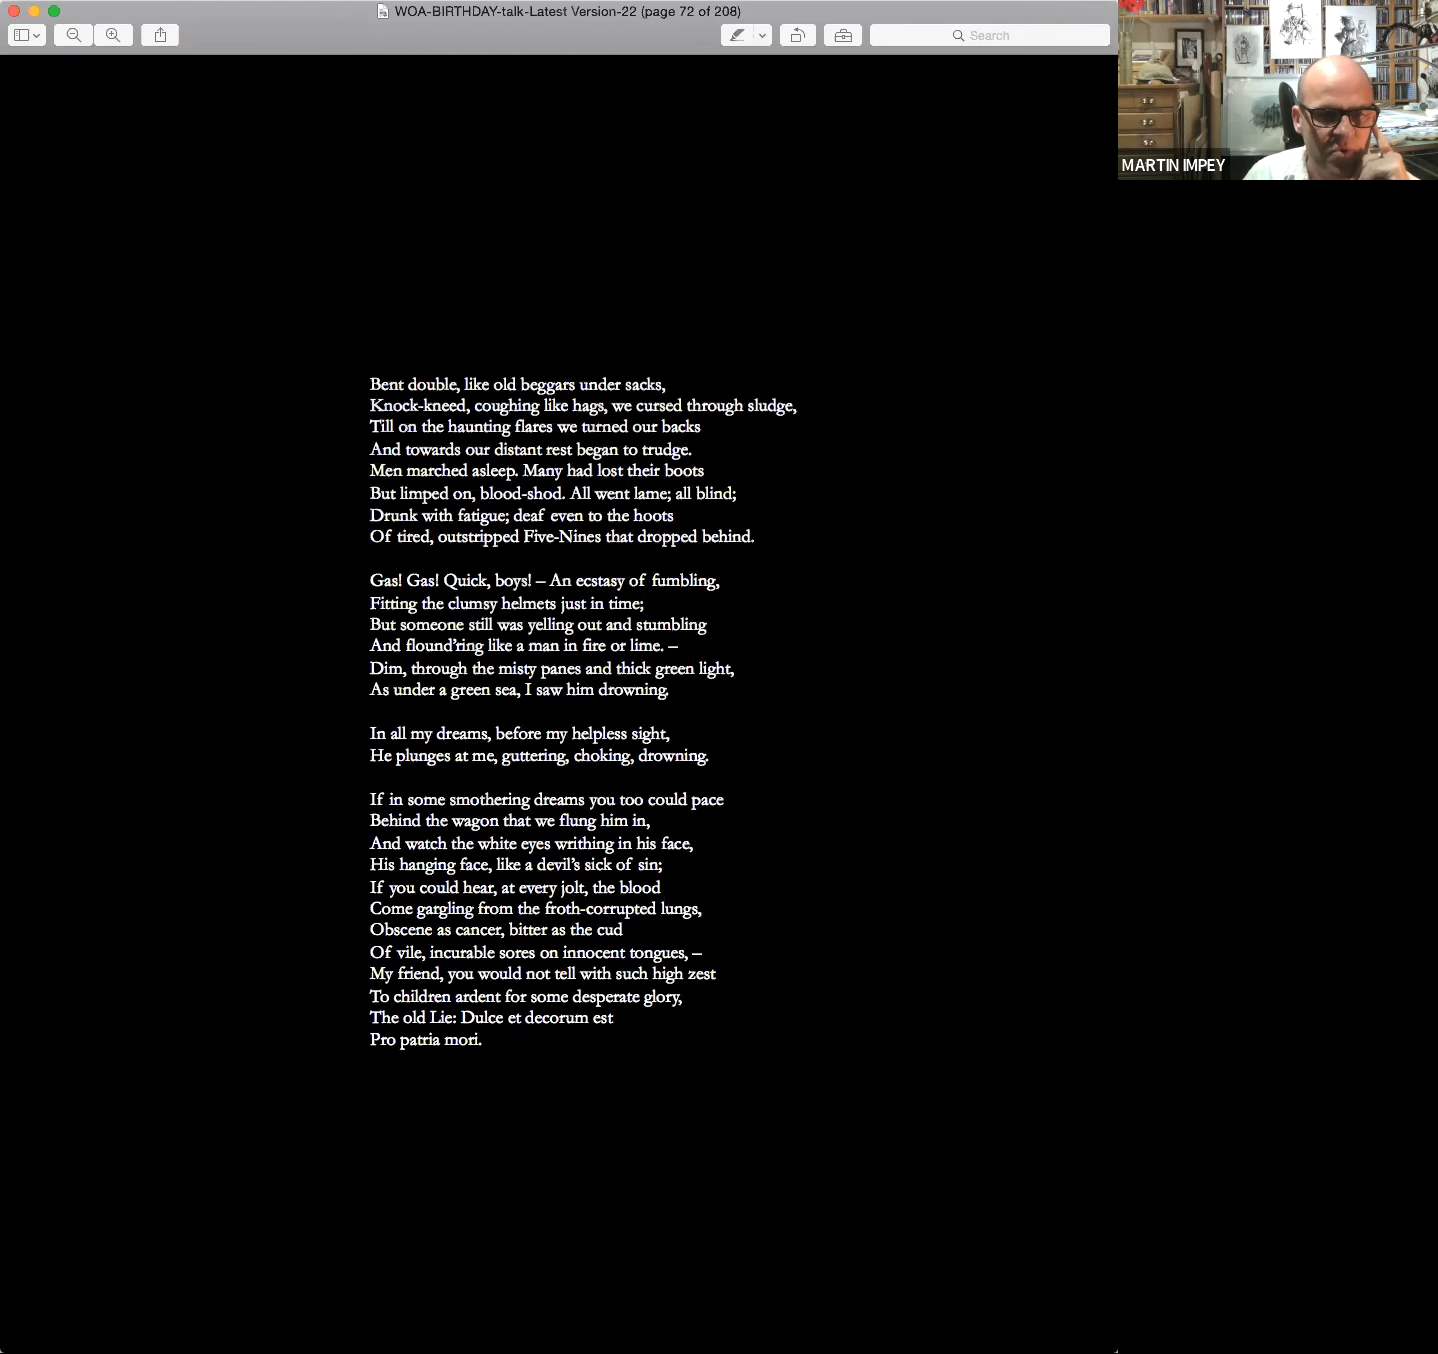 WOA-BIRTHDAY-talk-Latest Version-22 (page 72 of 208)
Search
MARTIN IMPEY
Bent double, like old beggars under sacks,
Knock-kneed, coughing like hags, we cursed through sludge,
Till on the haunting flares we turned our backs
And towards our distant rest began to trudge.
Men marched asleep. Many had lost their boots
But limped on, blood-shod. All went lame; all blind;
Drunk with fatigue; deaf even to the hoots
Of tired, outstripped Five-Nines that dropped behind.
Gas! Gas! Quick, boys! – An ecstasy of fumbling,
Fitting the clumsy helmets just in time;
But someone still was yelling out and stumbling
And flound’ring like a man in fire or lime. –
Dim, through the misty panes and thick green light,
As under a green sea, I saw him drowning.
In all my dreams, before my helpless sight,
He plunges at me, guttering, choking, drowning.
If in some smothering dreams you too could pace
Behind the wagon that we flung him in,
And watch the white eyes writhing in his face,
His hanging face, like a devil’s sick of sin;
If you could hear, at every jolt, the blood
Come gargling from the froth-corrupted lungs,
Obscene as cancer, bitter as the cud
Of vile, incurable sores on innocent tongues, –
My friend, you would not tell with such high zest
To children ardent for some desperate glory,
The old Lie: Dulce et decorum est
Pro patria mori.